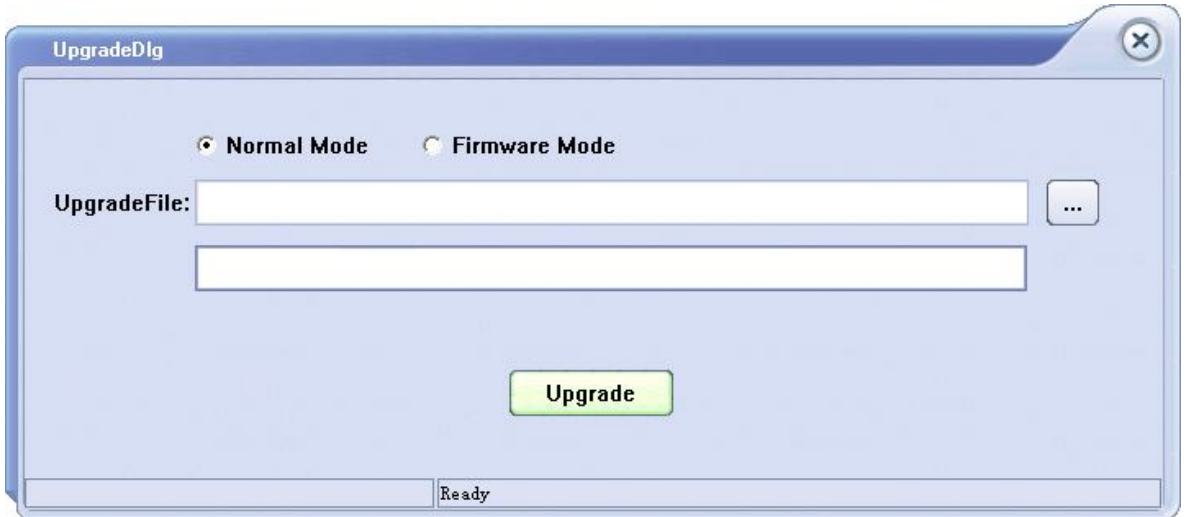 UpgradeDlg
Normal Mode Firmware Mode
UpgradeFile: ...
Upgrade
Ready